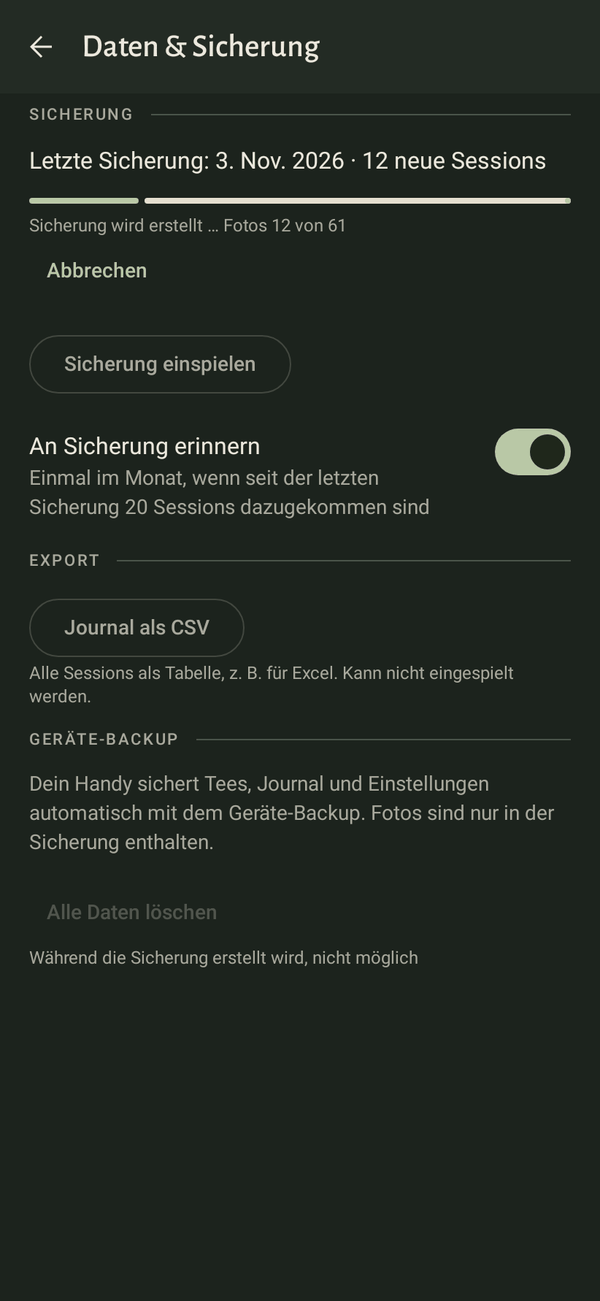 Daten & Sicherung
SICHERUNG
Letzte Sicherung: 3. Nov. 2026 · 12 neue Sessions
Sicherung wird erstellt … Fotos 12 von 61
Abbrechen
Sicherung einspielen
An Sicherung erinnern
Einmal im Monat, wenn seit der letzten
Sicherung 20 Sessions dazugekommen sind
EXPORT
Journal als CSV
Alle Sessions als Tabelle, z. B. für Excel. Kann nicht eingespielt
werden.
GERÄTE-BACKUP
Dein Handy sichert Tees, Journal und Einstellungen
automatisch mit dem Geräte-Backup. Fotos sind nur in der
Sicherung enthalten.
Alle Daten löschen
Während die Sicherung erstellt wird, nicht möglich